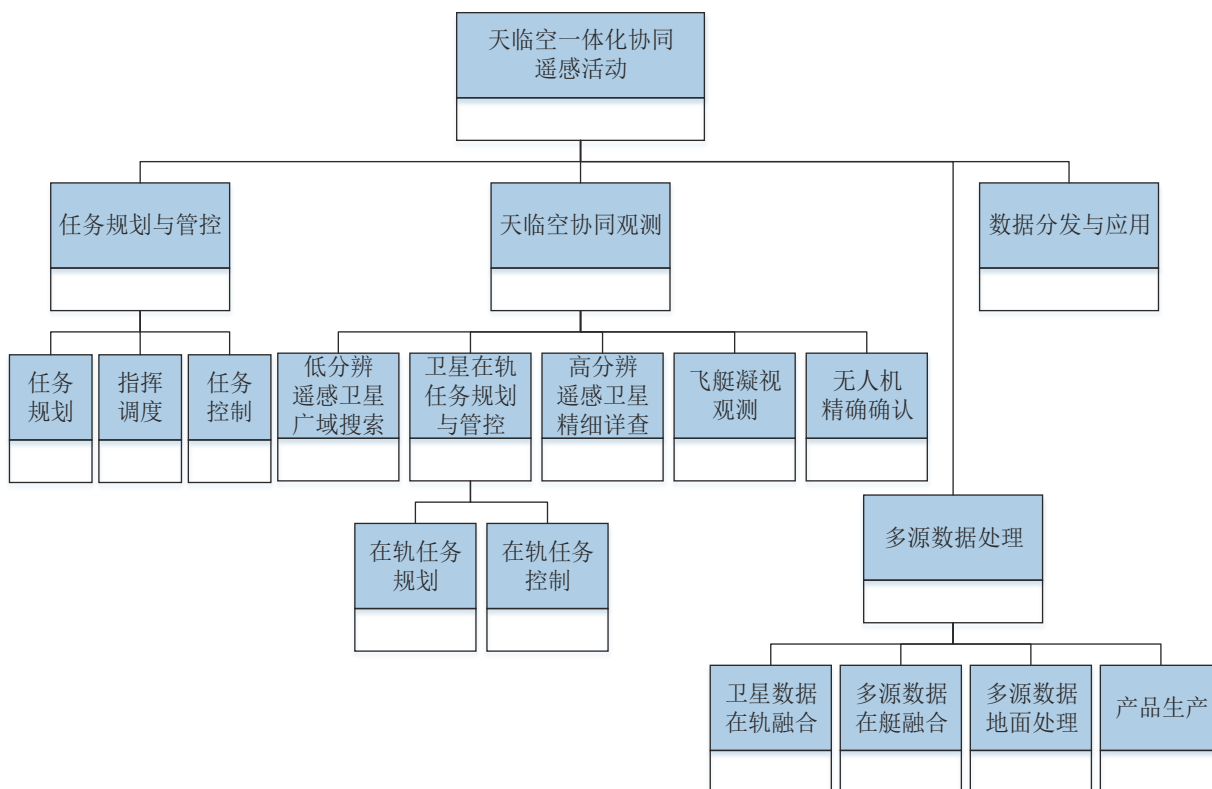 天临空一体化协同
遥感活动
任务规划与管控
天临空协同观测
数据分发与应用
任务
规划
指挥
调度
任务
控制
低分辨
遥感卫星
广域搜索
卫星在轨
任务规划
与管控
高分辨
遥感卫星
精细详查
飞艇凝视
观测
无人机
精确确认
在轨任务
规划
在轨任务
控制
多源数据处理
卫星数据
在轨融合
多源数据
在艇融合
多源数据
地面处理
产品生产